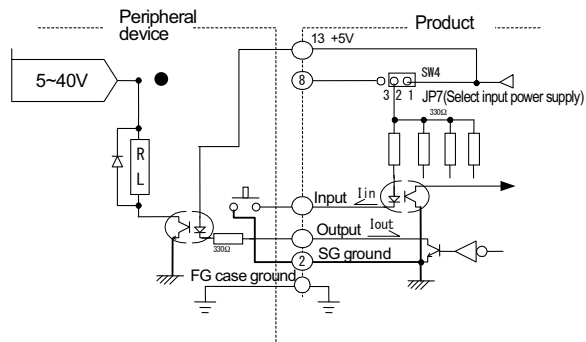 Peripheral
device
Product
13 +5V
5~40V
8
SW4
3 2 1
JP7(Select input power supply)
330Ω
R
L
Input
Iin
Output
Iout
330Ω
2
SG ground
FG case ground